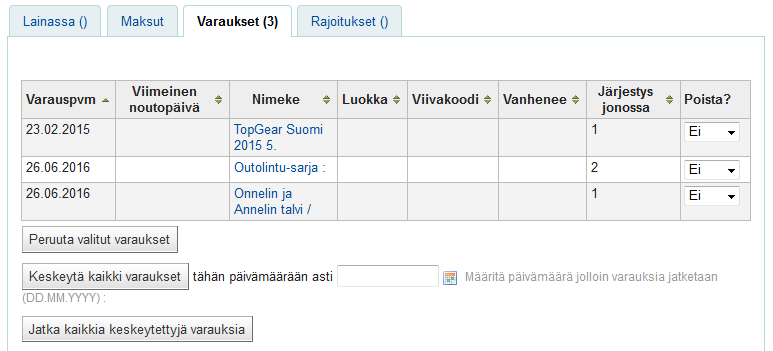 Lainassa () Maksut Varaukset (3) Rajoitukset ()
Varauspvm Viimeinen noutopäivä Nimeke Luokka Viivakoodi Vanhenee Järjestys jonossa Poista?
23.02.2015 TopGear Suomi 1 Ei
2015 5.
26.06.2016 Outolintu-sarja : 2 Ei
26.06.2016 Onnelin ja 1 Ei
Annelin talvi /
Peruuta valitut varaukset
Keskeytä kaikki varaukset tähän päivämäärään asti Määritä päivämäärä jolloin varauksia jatketaan
(DD.MM.YYYY) :
Jatka kaikkia keskeytettyjä varauksia